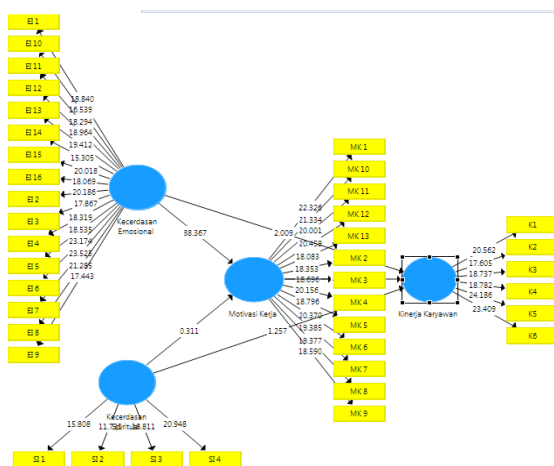 EI 1
EI 10
EI 11
EI 12
EI 13
EI 14
EI 15
EI 16
EI 2
EI 3
EI 4
EI 5
EI 6
EI 7
EI 8
EI 9
18.840
16.539
18.294
18.964
19.412
15.305
20.018
18.069
20.186
17.867
18.319
18.535
23.174
23.525
21.285
17.443
Kecerdasan
Emosional
38.367
2.009
0.311
1.257
Motivasi Kerja
22.326
21.334
20.001
20.459
18.083
18.353
18.696
20.156
18.796
20.370
19.385
19.377
18.590
MK 1
MK 10
MK 11
MK 12
MK 13
MK 2
MK 3
MK 4
MK 5
MK 6
MK 7
MK 8
MK 9
Kinerja Karyawan
20.562
17.605
18.737
18.782
24.186
23.409
K1
K2
K3
K4
K5
K6
Kecerdasan
Spiritual
15.808
18.811
20.948
SI 1
SI 2
SI 3
SI 4